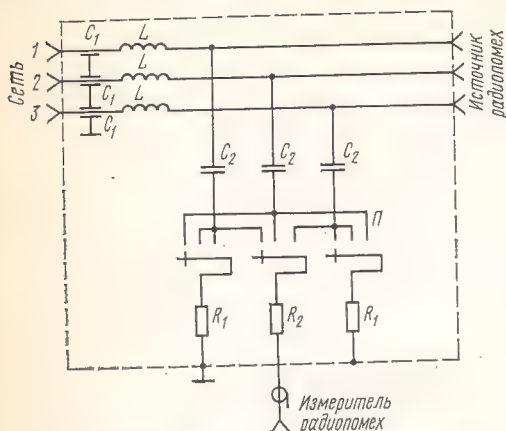 C₁ L
1
C₁ L
2
C₁ L
3
Сеть
Источник радиопомех
C₂ C₂ C₂
П
R₁ R₂ R₁
Измеритель
радиопомех